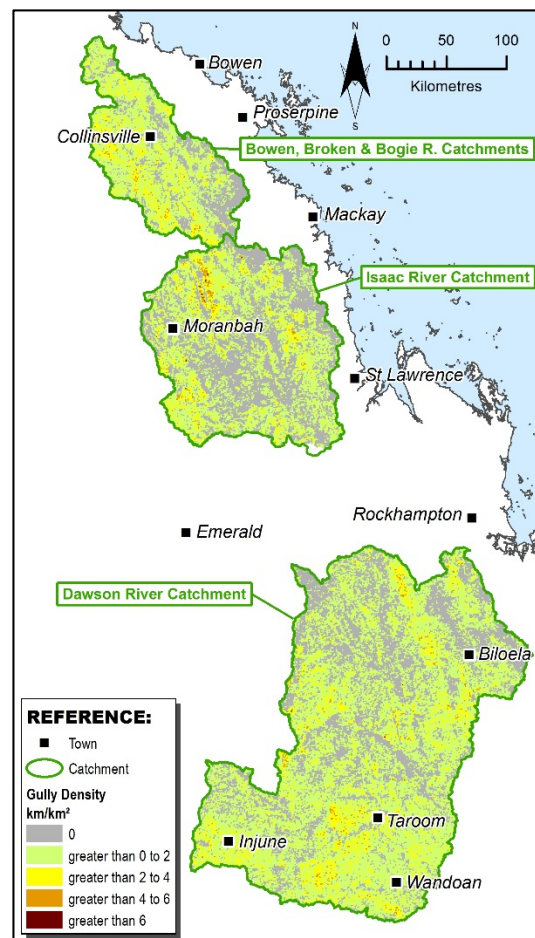 N
S
0
50
100
Kilometres
Bowen
Proserpine
Collinsville
Bowen, Broken & Bogie R. Catchments
Mackay
Isaac River Catchment
Moranbah
St Lawrence
Rockhampton
Emerald
Dawson River Catchment
Biloela
REFERENCE:
Town
Catchment
Gully Density
km/km²
0
greater than 0 to 2
greater than 2 to 4
greater than 4 to 6
greater than 6
Taroom
Injune
Wandoan